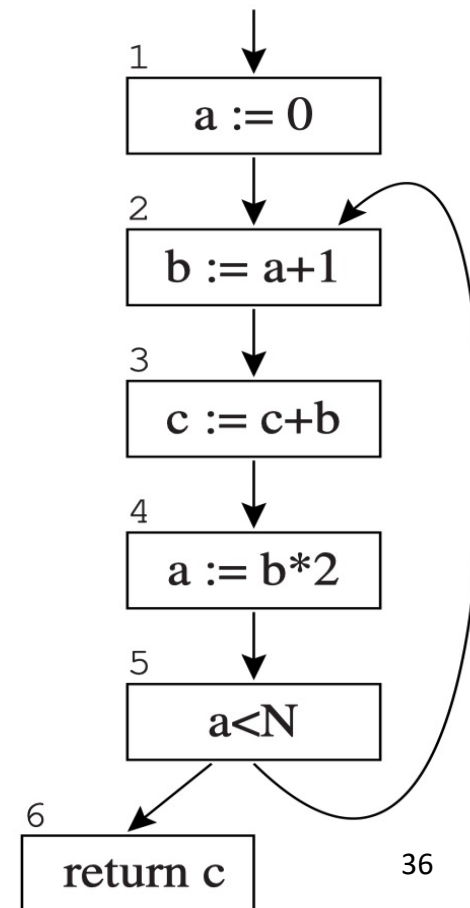 1
a := 0
2
b := a+1
3
c := c+b
4
a := b*2
5
a<N
6
return c
36